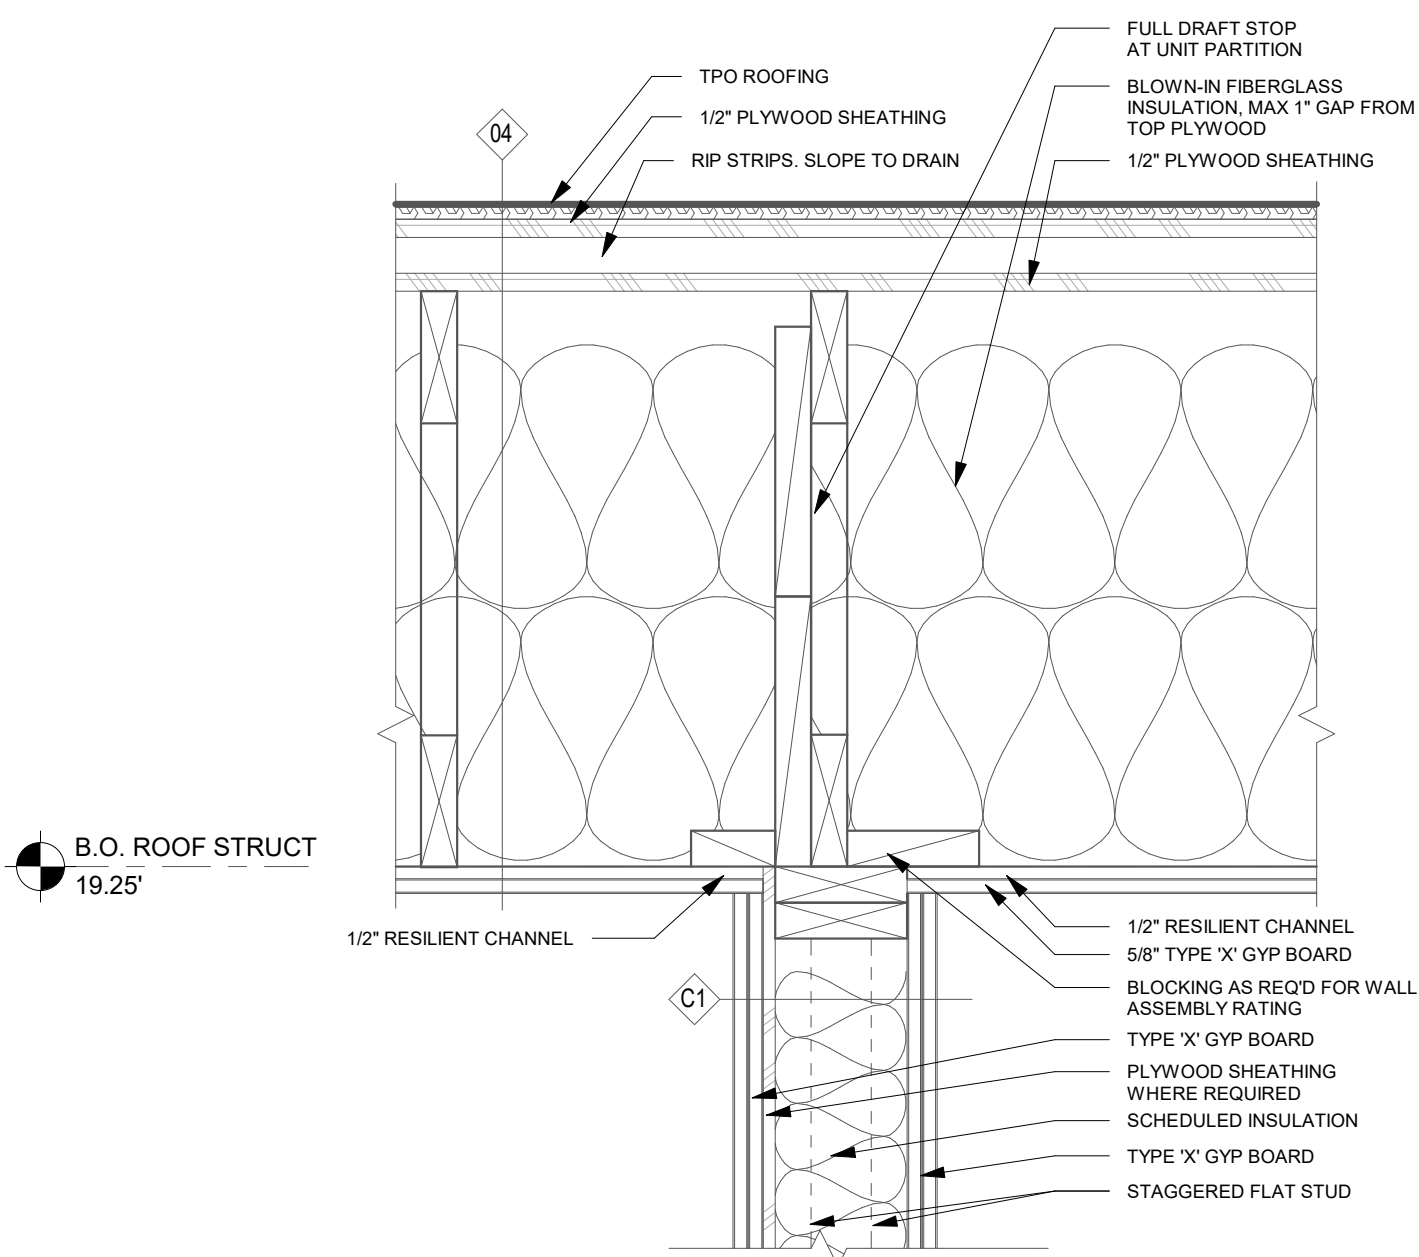 FULL DRAFT STOP
AT UNIT PARTITION
TPO ROOFING
BLOWN-IN FIBERGLASS
INSULATION, MAX 1" GAP FROM
TOP PLYWOOD
1/2" PLYWOOD SHEATHING
04
RIP STRIPS. SLOPE TO DRAIN
1/2" PLYWOOD SHEATHING
B.O. ROOF STRUCT
19.25'
1/2" RESILIENT CHANNEL
1/2" RESILIENT CHANNEL
5/8" TYPE 'X' GYP BOARD
BLOCKING AS REQ'D FOR WALL
ASSEMBLY RATING
C1
TYPE 'X' GYP BOARD
PLYWOOD SHEATHING
WHERE REQUIRED
SCHEDULED INSULATION
TYPE 'X' GYP BOARD
STAGGERED FLAT STUD